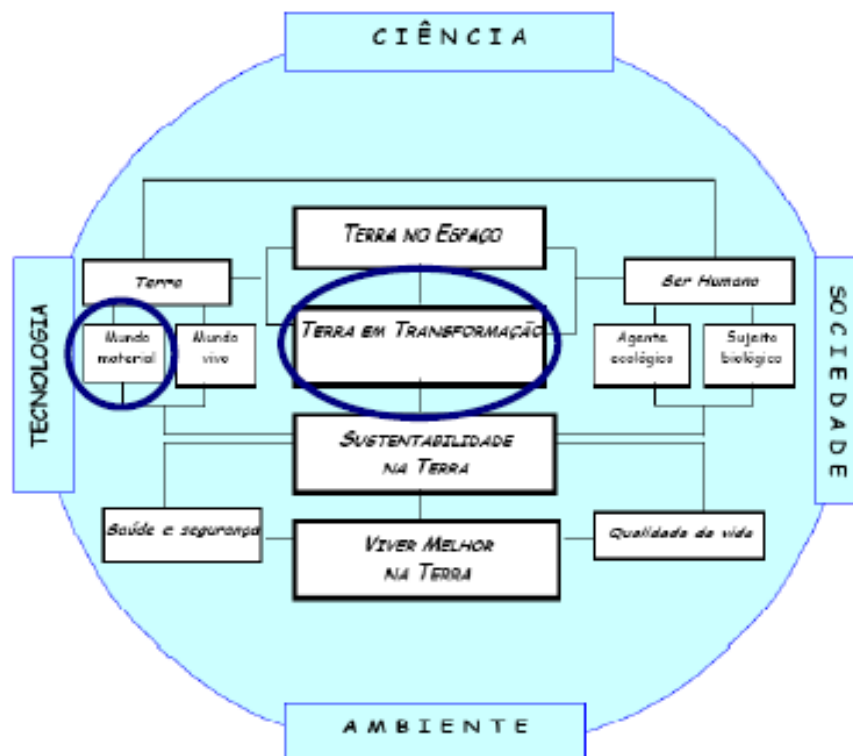 CIÊNCIA
TERRA NO ESPAÇO
Terra
Ser Humano
TECNOLOGIA
SOCIEDADE
Mundo
material
Mundo
vivo
TERRA EM TRANSFORMAÇÃO
Agente
ecológico
Sujeito
biológico
SUSTENTABILIDADE
NA TERRA
Saúde e segurança
VIVER MELHOR
NA TERRA
Qualidade de vida
AMBIENTE